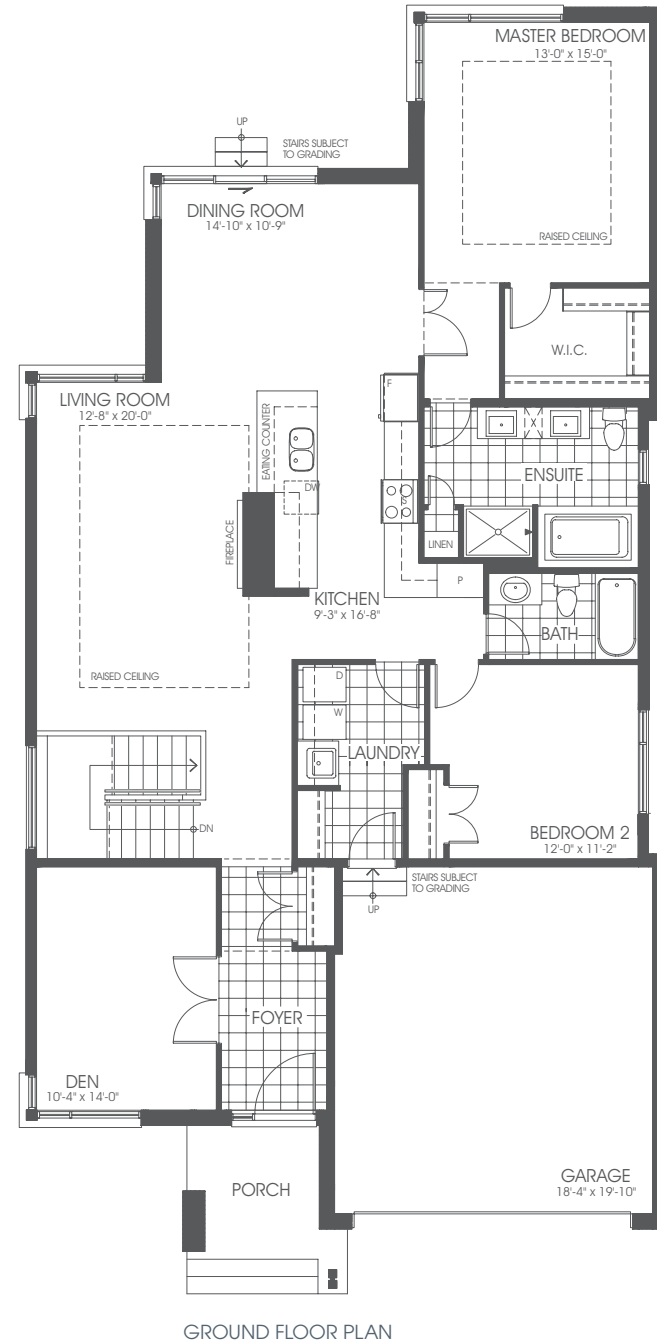 MASTER BEDROOM
13'-0" x 15'-0"
RAISED CEILING
UP
STAIRS SUBJECT
TO GRADING
DINING ROOM
14'-10" x 10'-9"
W.I.C.
LIVING ROOM
12'-8" x 20'-0"
F
EATING COUNTER
DW
S
ENSUITE
LINEN
FIREPLACE
P
KITCHEN
9'-3" x 16'-8"
BATH
RAISED CEILING
D
W
LAUNDRY
DN
BEDROOM 2
12'-0" x 11'-2"
STAIRS SUBJECT
TO GRADING
UP
FOYER
DEN
10'-4" x 14'-0"
PORCH
GARAGE
18'-4" x 19'-10"
GROUND FLOOR PLAN